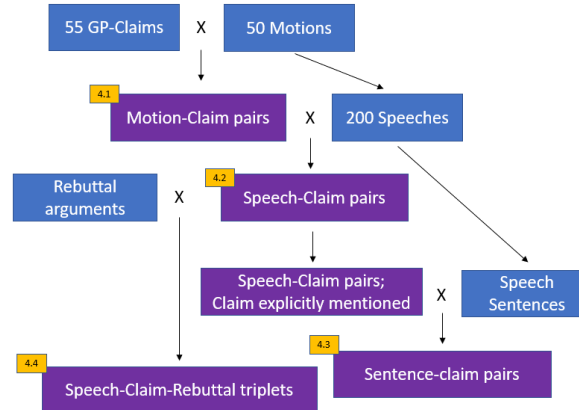 55 GP-Claims
X
50 Motions
4.1
Motion-Claim pairs
X
200 Speeches
Rebuttal
arguments
X
4.2
Speech-Claim pairs
Speech-Claim pairs;
Claim explicitly mentioned
X
Speech
Sentences
4.4
Speech-Claim-Rebuttal triplets
4.3
Sentence-claim pairs